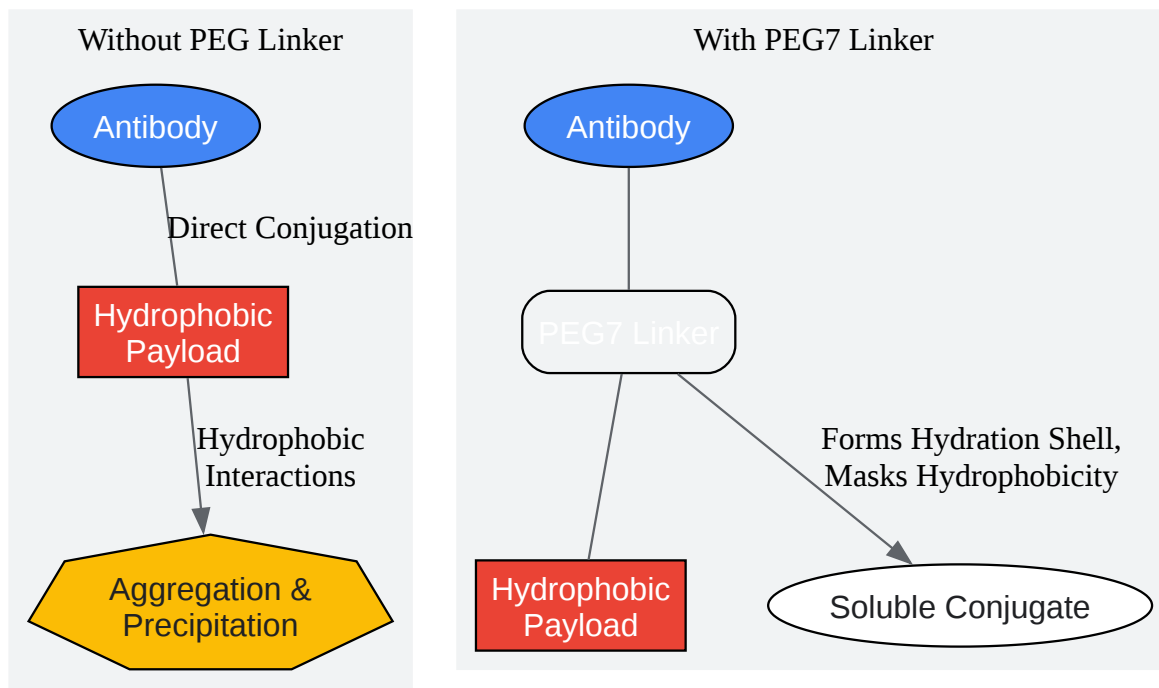 Without PEG Linker
Antibody
Direct Conjugation
Hydrophobic
Payload
Hydrophobic
Interactions
Aggregation &
Precipitation
With PEG7 Linker
Antibody
PEG7 Linker
Forms Hydration Shell,
Masks Hydrophobicity
Hydrophobic
Payload
Soluble Conjugate